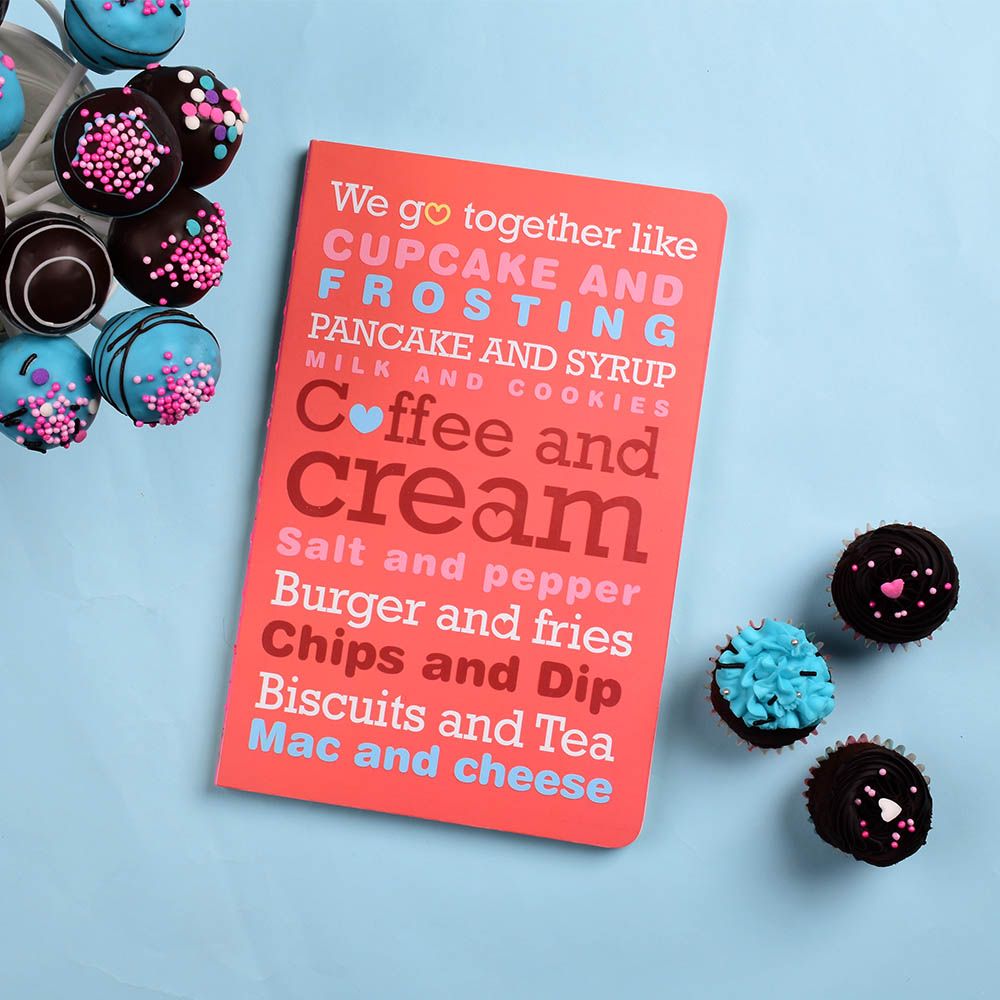 We go together like
CUPCAKE AND
FROSTING
PANCAKE AND SYRUP
MILK AND COOKIES
Coffee and
cream
Salt and pepper
Burger and fries
Chips and Dip
Biscuits and Tea
Mac and cheese